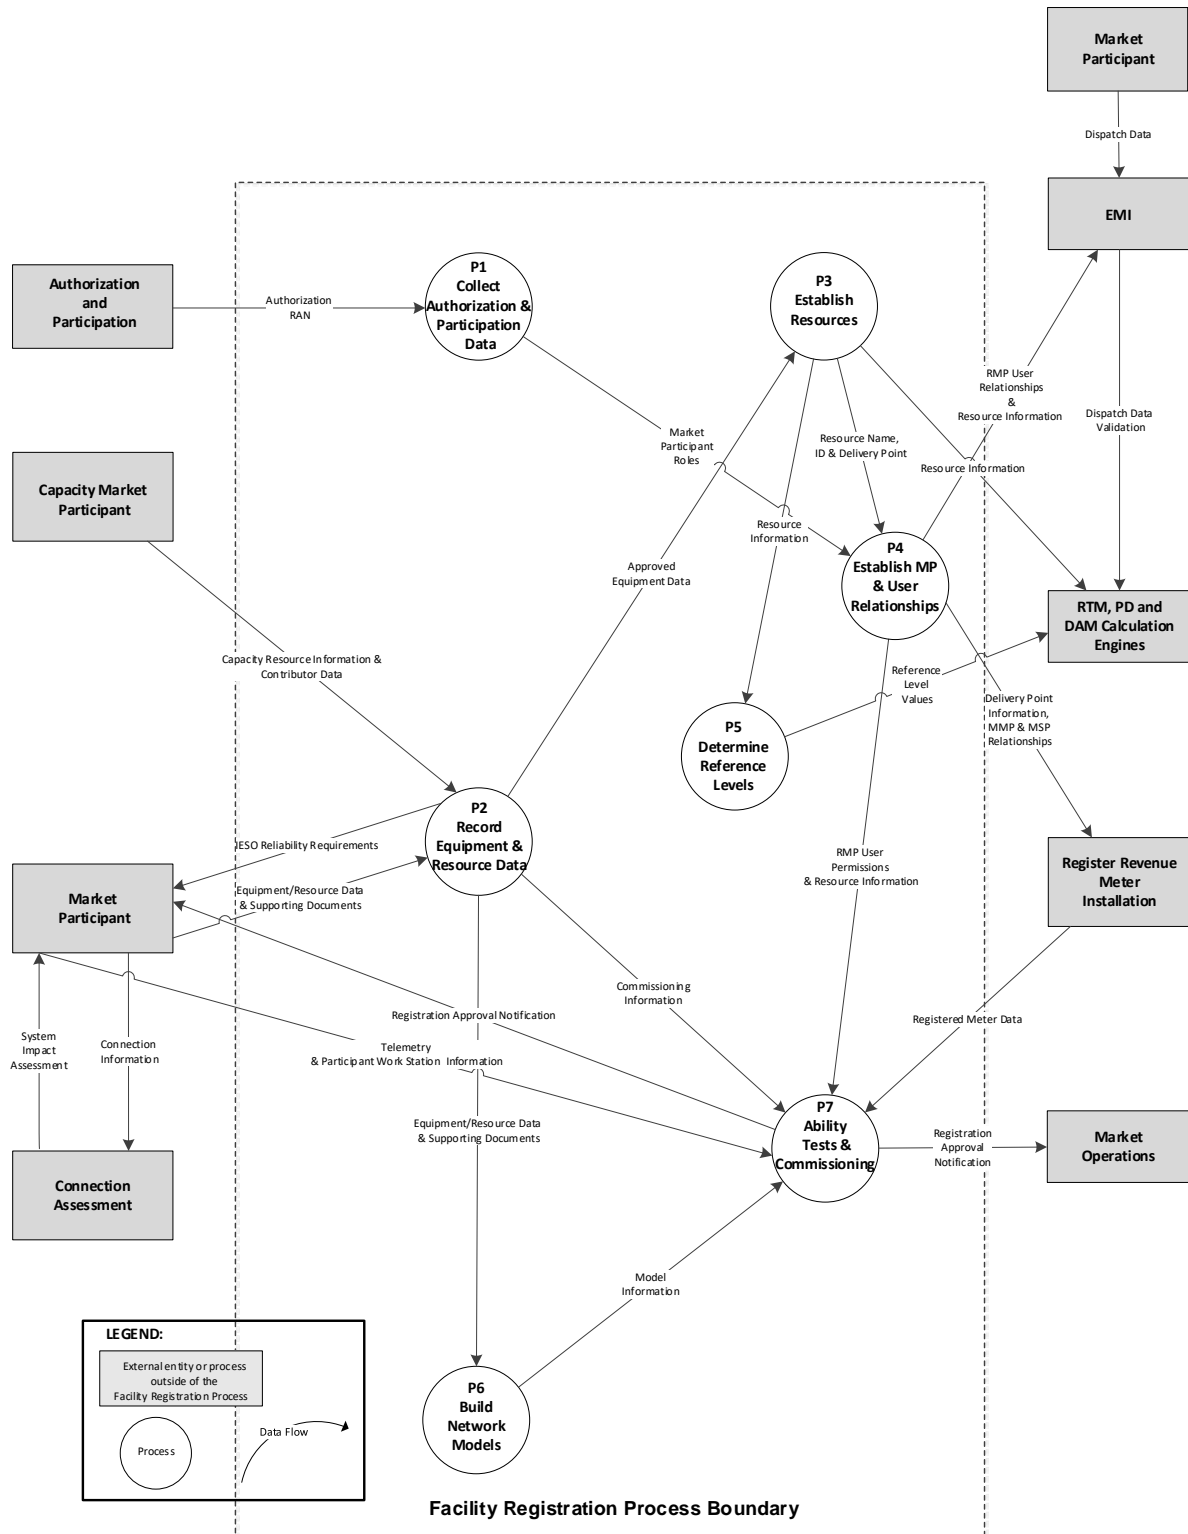 Market
Participant
Dispatch Data
EMI
Authorization
and
Participation
Authorization
RAN
P1
Collect
Authorization &
Participation
Data
P3
Establish
Resources
RMP User
Relationships
&
Resource Information
Dispatch Data
Validation
Market
Participant
Roles
Resource Name,
ID & Delivery Point
Resource Information
Capacity Market
Participant
Resource
Information
P4
Establish MP
& User
Relationships
Approved
Equipment Data
RTM, PD and
DAM Calculation
Engines
Capacity Resource Information &
Contributor Data
Reference
Level
Values
Delivery Point
Information,
MMP & MSP
Relationships
P5
Determine
Reference
Levels
P2
Record
Equipment &
Resource Data
IESO Reliability Requirements
RMP User
Permissions
& Resource Information
Register Revenue
Meter
Installation
Market
Participant
Equipment/Resource Data
& Supporting Documents
Commissioning
Information
Registration Approval Notification
Registered Meter Data
System
Impact
Assessment
Connection
Information
Telemetry
& Participant Work Station Information
Equipment/Resource Data
& Supporting Documents
P7
Ability
Tests &
Commissioning
Registration
Approval
Notification
Market
Operations
Connection
Assessment
Model
Information
LEGEND:
External entity or process
outside of the
Facility Registration Process
Data Flow
Process
P6
Build
Network
Models
Facility Registration Process Boundary